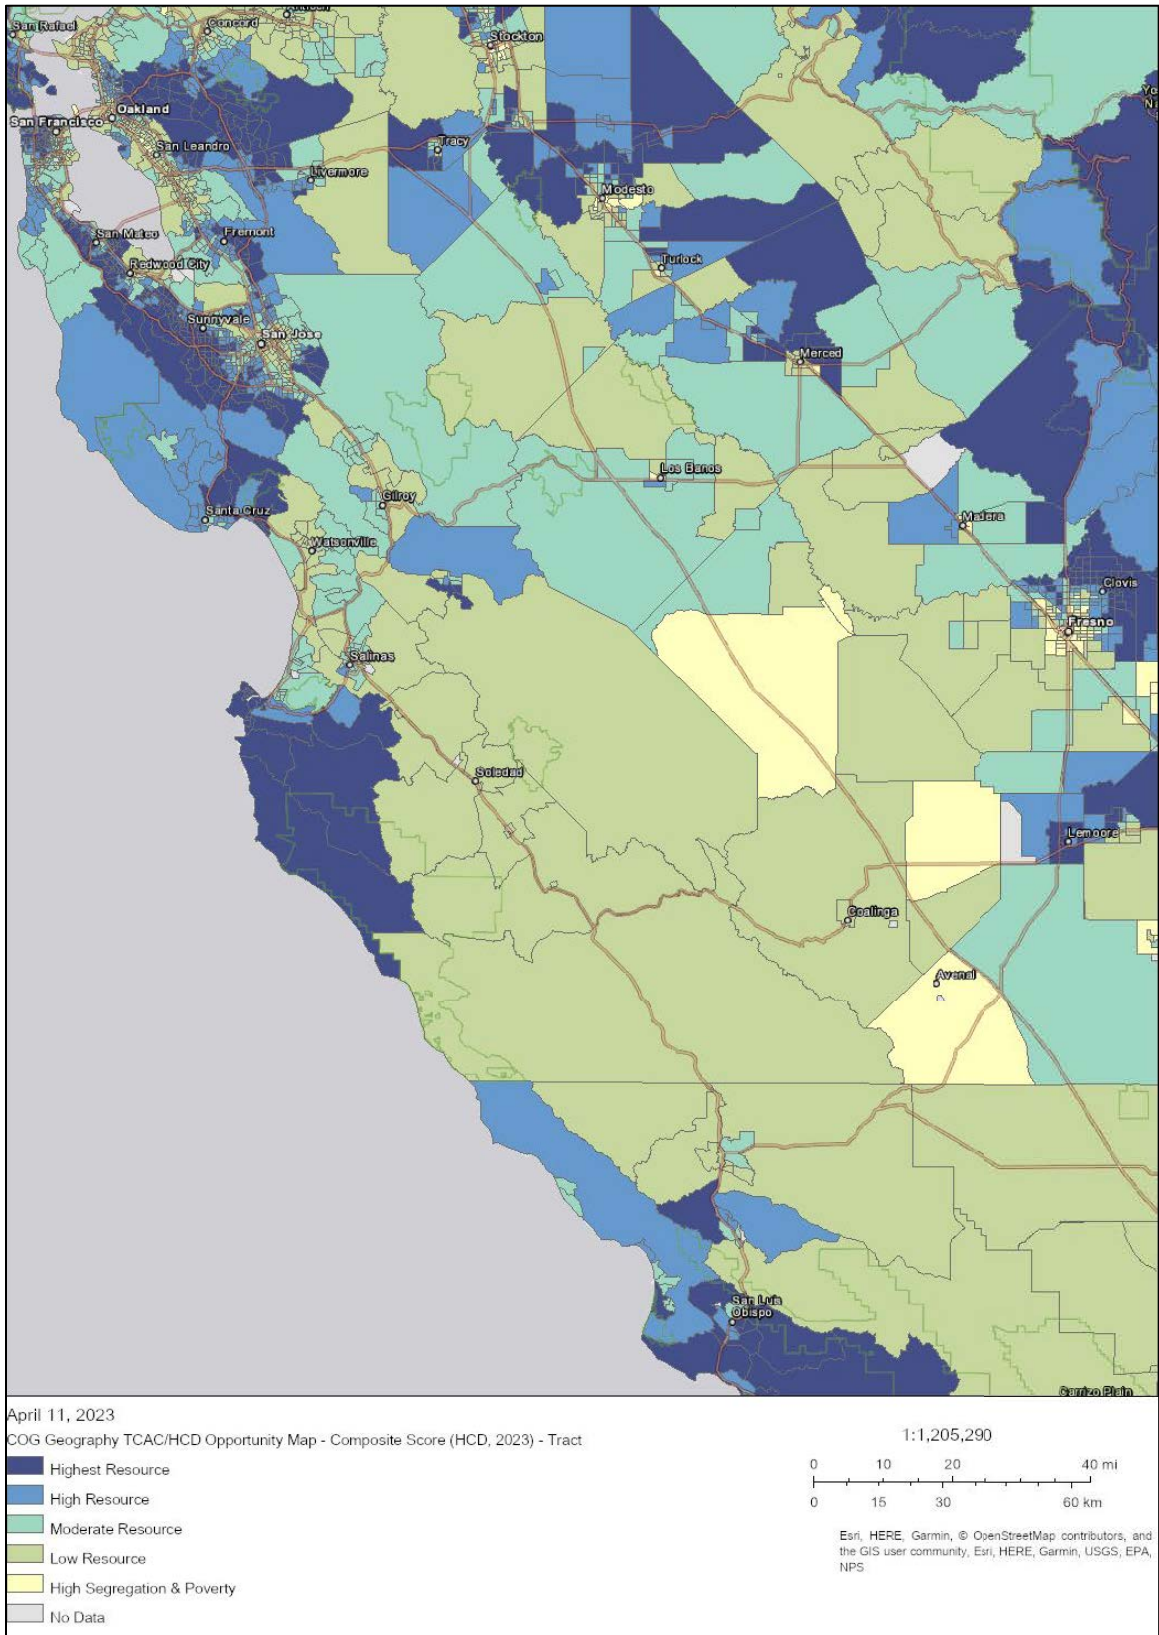 Antioch
San Rafael
Concord
Stockton
Oakland
San Francisco
San Leandro
Tracy
Livermore
Modesto
San Mateo
Fremont
Redwood City
Turlock
Sunnyvale
San Jose
Merced
Los Banos
Gilroy
Santa Cruz
Madera
Watsonville
Clovis
Fresno
Salinas
Soledad
Lemoore
Coalinga
Avenal
San Luis
Obispo
Carrizo Plain
April 11, 2023
COG Geography TCAC/HCD Opportunity Map - Composite Score (HCD, 2023) - Tract
Highest Resource
High Resource
Moderate Resource
Low Resource
High Segregation & Poverty
No Data
1:1,205,290
0 10 20 40 mi
0 15 30 60 km
Esri, HERE, Garmin, © OpenStreetMap contributors, and
the GIS user community, Esri, HERE, Garmin, USGS, EPA,
NPS